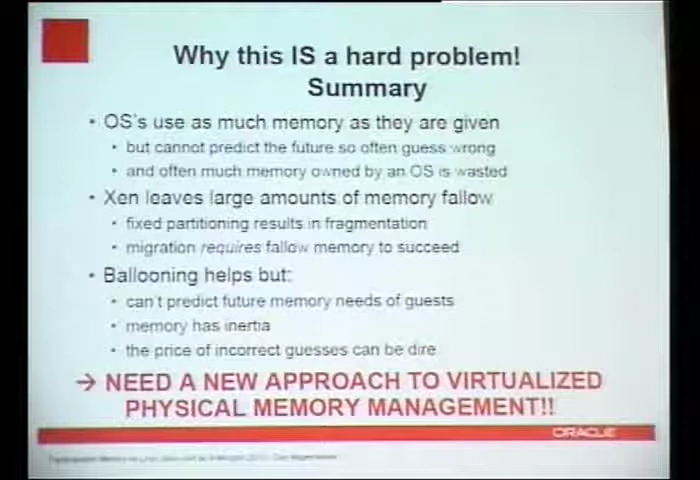 Why this IS a hard problem!
Summary
• OS's use as much memory as they are given
• but cannot predict the future so often guess wrong
• and often much memory owned by an OS is wasted
• Xen leaves large amounts of memory fallow
• fixed partitioning results in fragmentation
• migration requires fallow memory to succeed
• Ballooning helps but:
• can't predict future memory needs of guests
• memory has inertia
• the price of incorrect guesses can be dire
→ NEED A NEW APPROACH TO VIRTUALIZED
PHYSICAL MEMORY MANAGEMENT!!
ORACLE